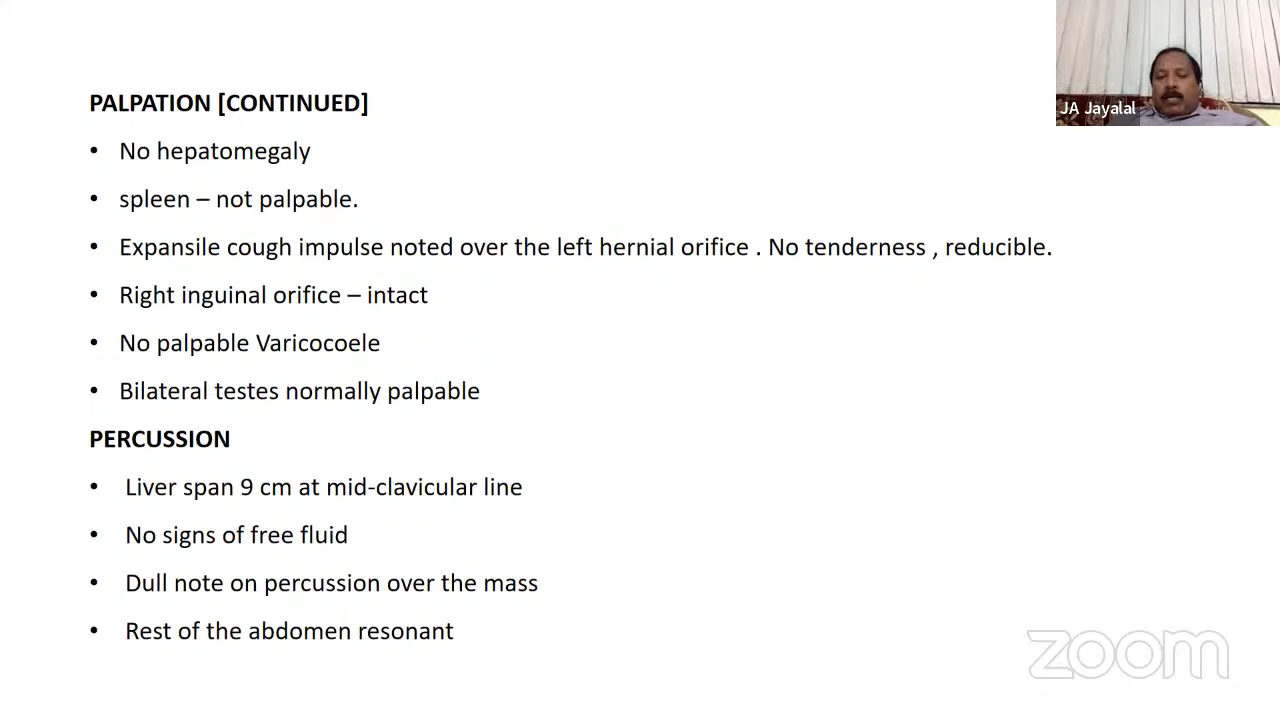 JA Jayalal
PALPATION [CONTINUED]
• No hepatomegaly
• spleen – not palpable.
• Expansile cough impulse noted over the left hernial orifice . No tenderness , reducible.
• Right inguinal orifice – intact
• No palpable Varicocoele
• Bilateral testes normally palpable
PERCUSSION
• Liver span 9 cm at mid-clavicular line
• No signs of free fluid
• Dull note on percussion over the mass
• Rest of the abdomen resonant
zoom